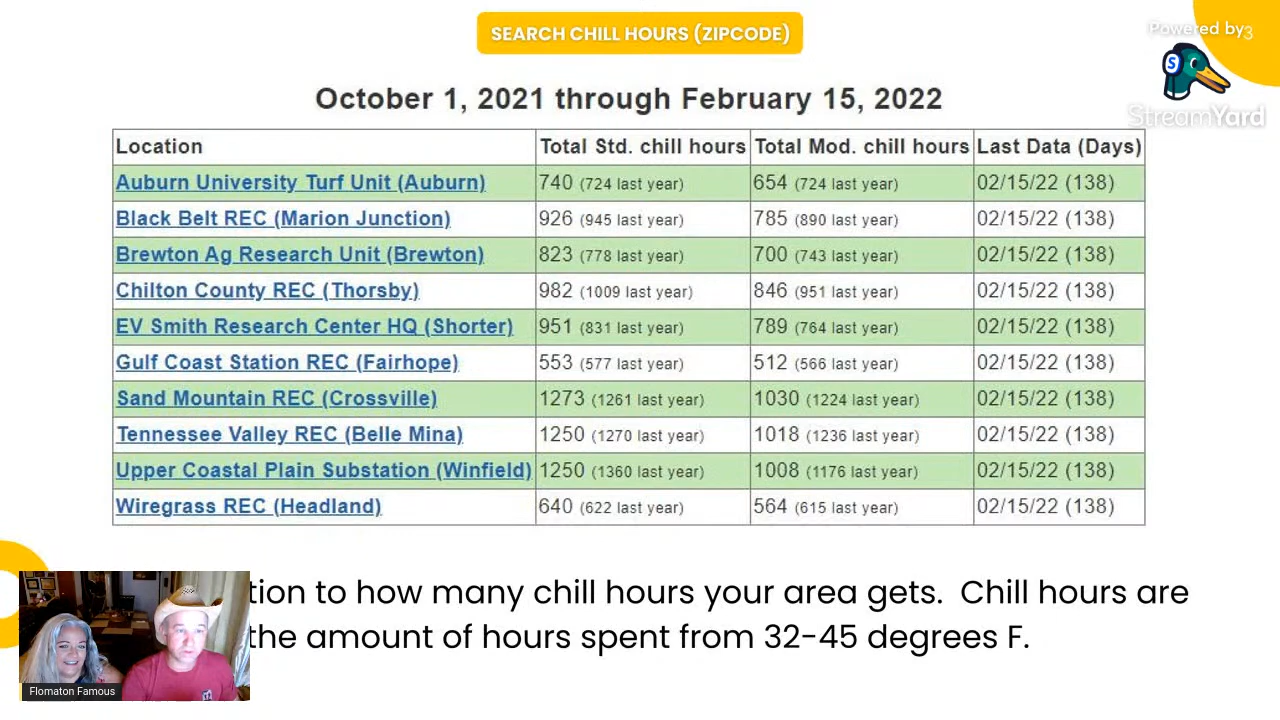 SEARCH CHILL HOURS (ZIPCODE)
Powered by 3
StreamYard
October 1, 2021 through February 15, 2022
Location Total Std. chill hours Total Mod. chill hours Last Data (Days)
Auburn University Turf Unit (Auburn) 740 (724 last year) 654 (724 last year) 02/15/22 (138)
Black Belt REC (Marion Junction) 926 (945 last year) 785 (890 last year) 02/15/22 (138)
Brewton Ag Research Unit (Brewton) 823 (778 last year) 700 (743 last year) 02/15/22 (138)
Chilton County REC (Thorsby) 982 (1009 last year) 846 (951 last year) 02/15/22 (138)
EV Smith Research Center HQ (Shorter) 951 (831 last year) 789 (764 last year) 02/15/22 (138)
Gulf Coast Station REC (Fairhope) 553 (577 last year) 512 (566 last year) 02/15/22 (138)
Sand Mountain REC (Crossville) 1273 (1261 last year) 1030 (1224 last year) 02/15/22 (138)
Tennessee Valley REC (Belle Mina) 1250 (1270 last year) 1018 (1236 last year) 02/15/22 (138)
Upper Coastal Plain Substation (Winfield) 1250 (1360 last year) 1008 (1176 last year) 02/15/22 (138)
Wiregrass REC (Headland) 640 (622 last year) 564 (615 last year) 02/15/22 (138)
tion to how many chill hours your area gets. Chill hours are
the amount of hours spent from 32-45 degrees F.
Flomaton Famous